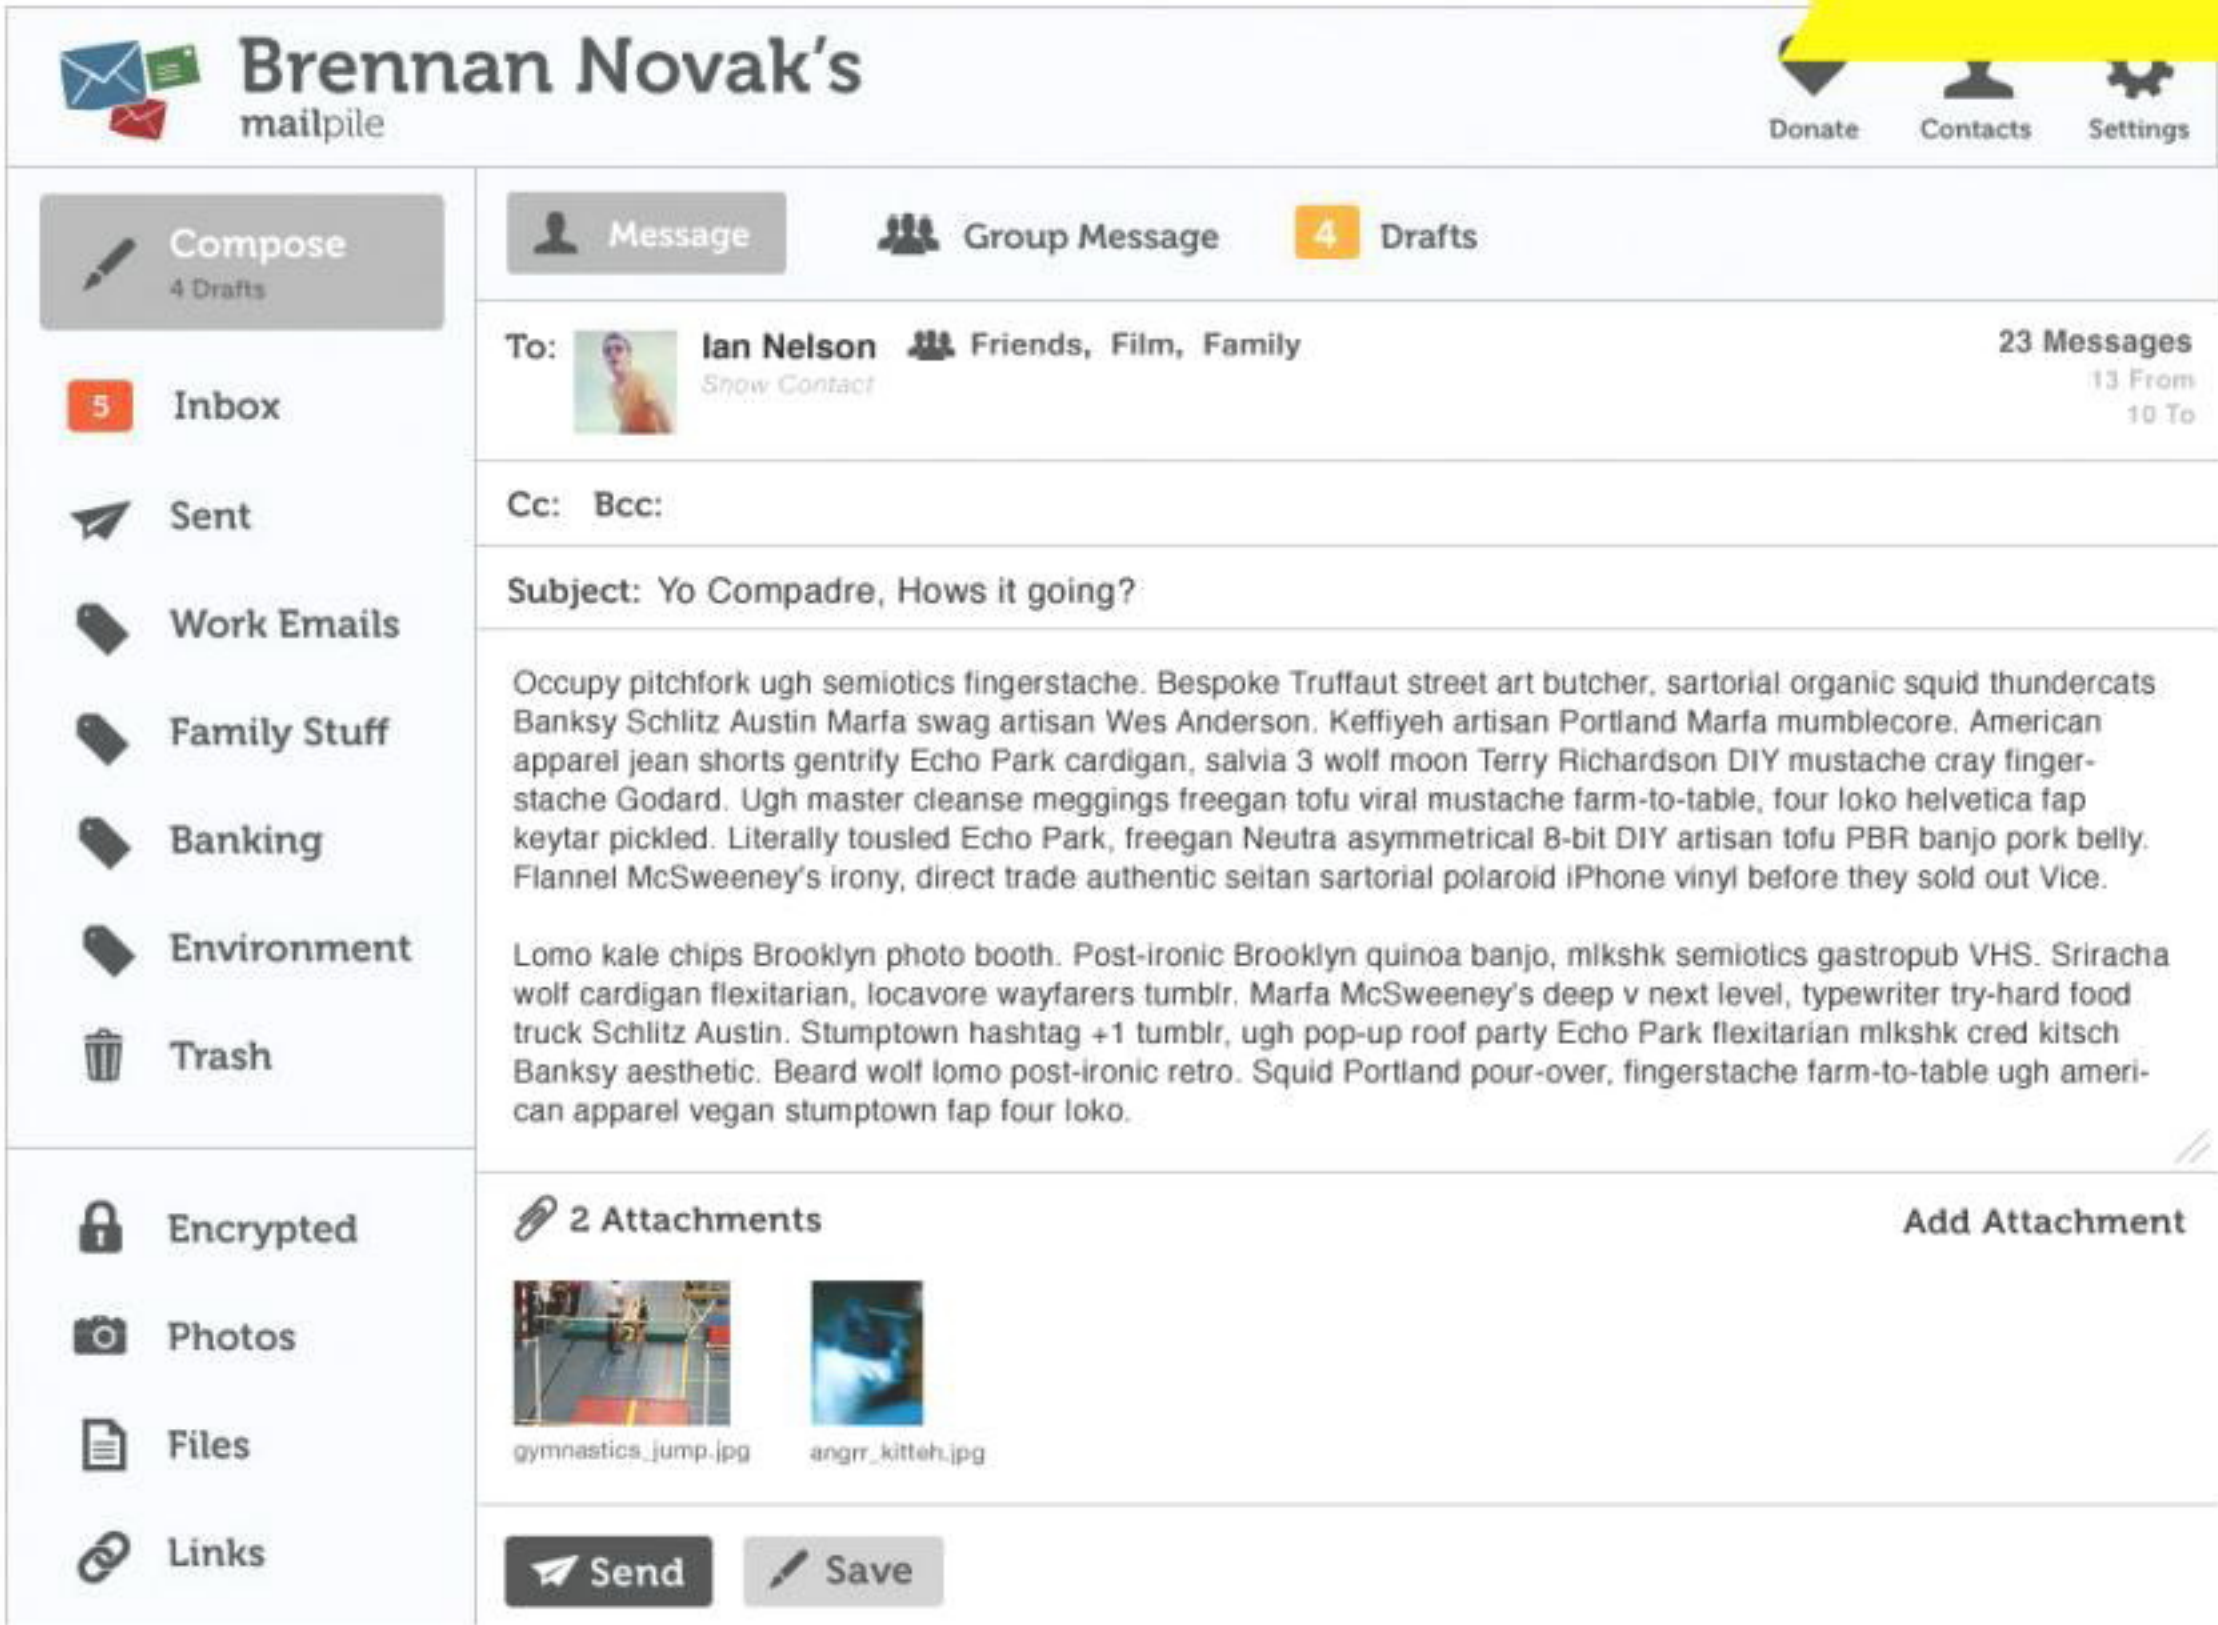 Brennan Novak's
mailpile
Donate
Contacts
Settings
Compose
4 Drafts
5 Inbox
Sent
Work Emails
Family Stuff
Banking
Environment
Trash
Encrypted
Photos
Files
Links
Message
Group Message
4 Drafts
To: Ian Nelson Friends, Film, Family
Show Contact
23 Messages
13 From
10 To
Cc: Bcc:
Subject: Yo Compadre, Hows it going?
Occupy pitchfork ugh semiotics fingerstache. Bespoke Truffaut street art butcher, sartorial organic squid thundercats
Banksy Schlitz Austin Marfa swag artisan Wes Anderson. Keffiyeh artisan Portland Marfa mumblecore. American
apparel jean shorts gentrify Echo Park cardigan, salvia 3 wolf moon Terry Richardson DIY mustache cray finger-
stache Godard. Ugh master cleanse meggings freegan tofu viral mustache farm-to-table, four loko helvetica fap
keytar pickled. Literally tousled Echo Park, freegan Neutra asymmetrical 8-bit DIY artisan tofu PBR banjo pork belly.
Flannel McSweeney's irony, direct trade authentic seitan sartorial polaroid iPhone vinyl before they sold out Vice.
Lomo kale chips Brooklyn photo booth. Post-ironic Brooklyn quinoa banjo, mlkshk semiotics gastropub VHS. Sriracha
wolf cardigan flexitarian, locavore wayfarers tumblr. Marfa McSweeney's deep v next level, typewriter try-hard food
truck Schlitz Austin. Stumptown hashtag +1 tumblr, ugh pop-up roof party Echo Park flexitarian mlkshk cred kitsch
Banksy aesthetic. Beard wolf lomo post-ironic retro. Squid Portland pour-over, fingerstache farm-to-table ugh ameri-
can apparel vegan stumptown fap four loko.
2 Attachments
Add Attachment
gymnastics_jump.jpg
angrr_kitteh.jpg
Send
Save